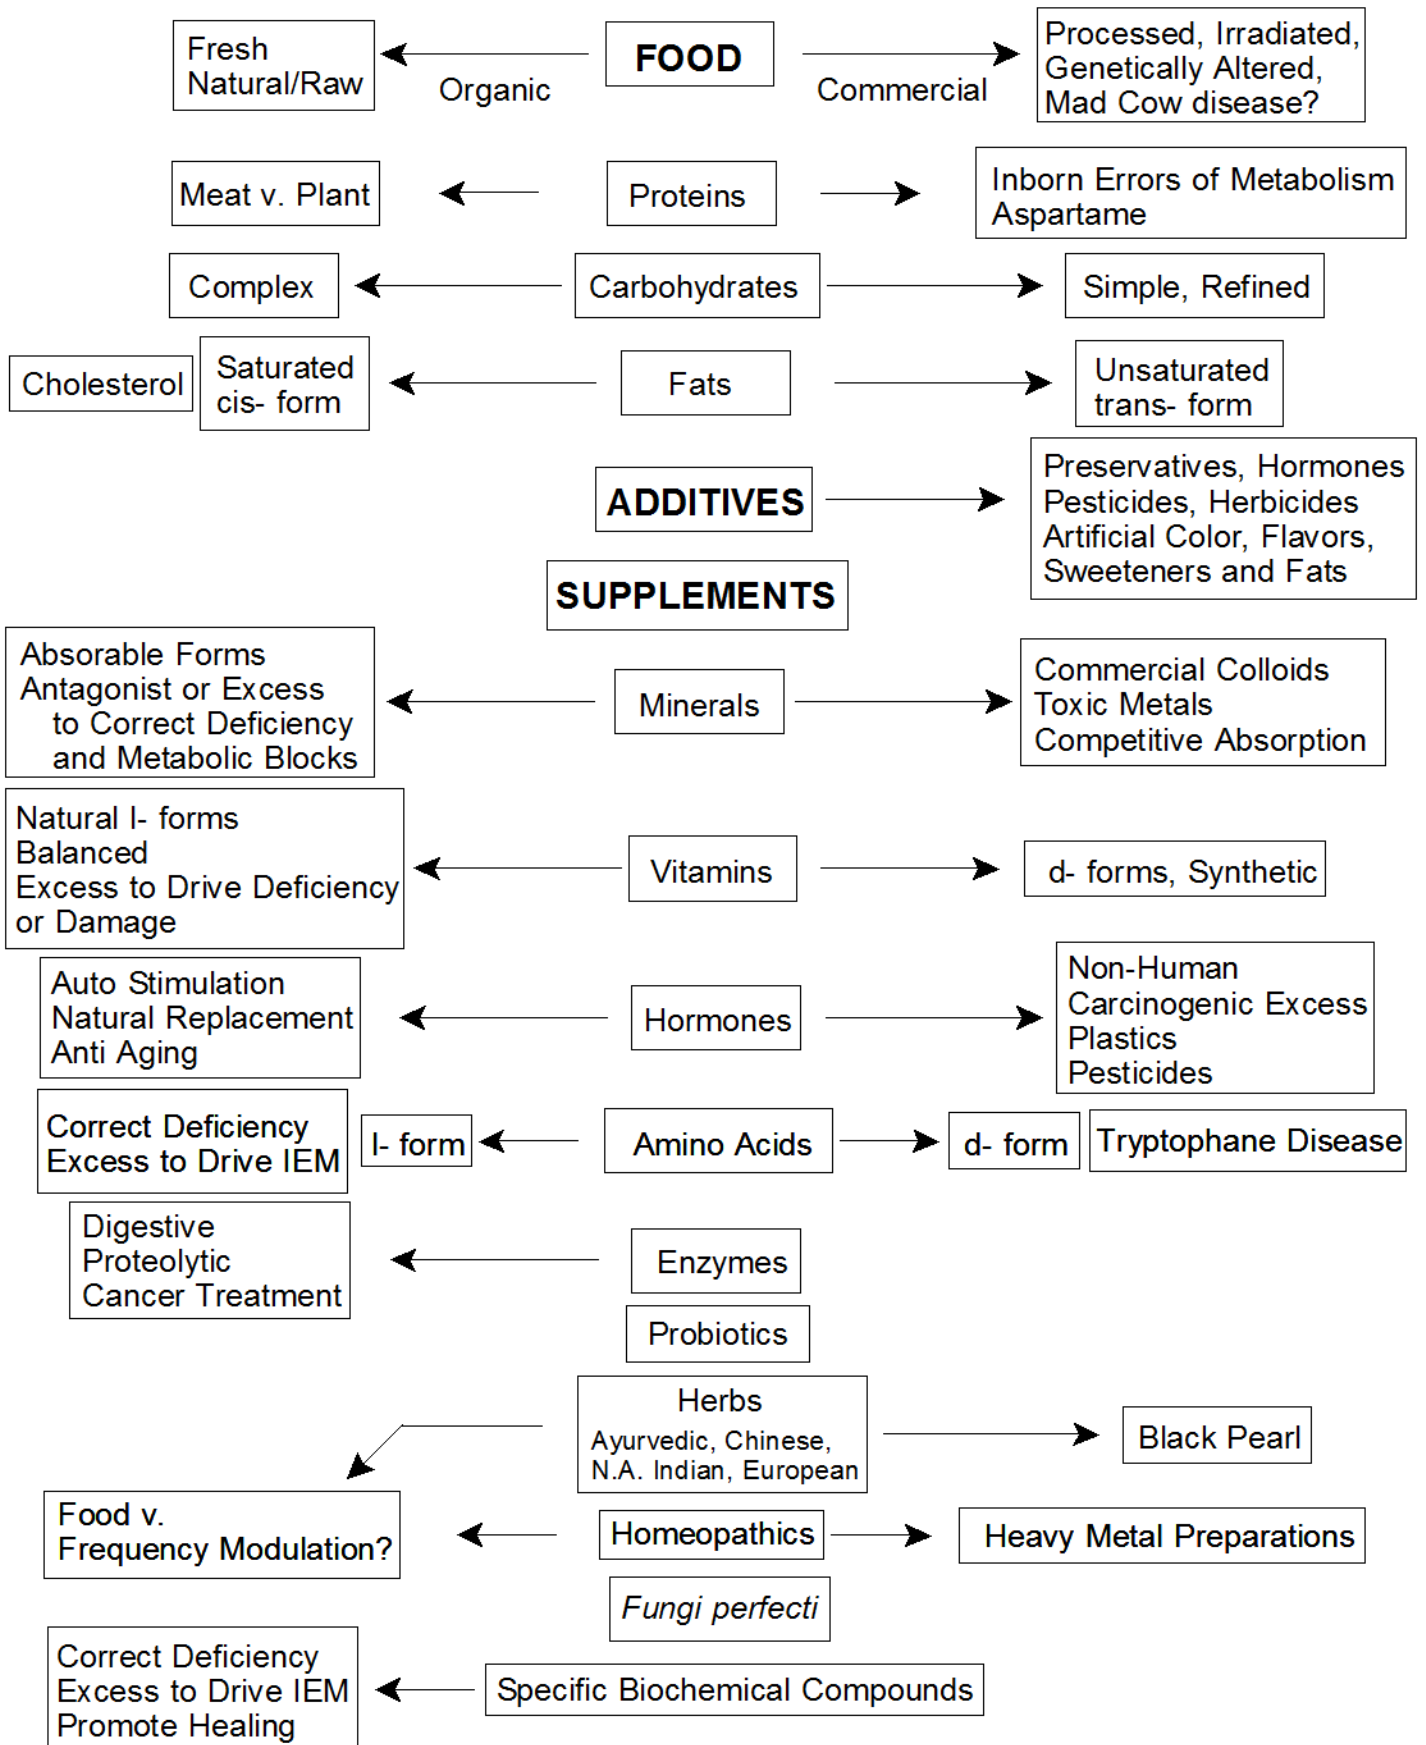 Fresh
Natural/Raw
Organic
FOOD
Commercial
Processed, Irradiated,
Genetically Altered,
Mad Cow disease?
Meat v. Plant
Proteins
Inborn Errors of Metabolism
Aspartame
Complex
Carbohydrates
Simple, Refined
Cholesterol
Saturated
cis- form
Fats
Unsaturated
trans- form
ADDITIVES
Preservatives, Hormones
Pesticides, Herbicides
Artificial Color, Flavors,
Sweeteners and Fats
SUPPLEMENTS
Absorable Forms
Antagonist or Excess
to Correct Deficiency
and Metabolic Blocks
Minerals
Commercial Colloids
Toxic Metals
Competitive Absorption
Natural l- forms
Balanced
Excess to Drive Deficiency
or Damage
Vitamins
d- forms, Synthetic
Auto Stimulation
Natural Replacement
Anti Aging
Hormones
Non-Human
Carcinogenic Excess
Plastics
Pesticides
Correct Deficiency
Excess to Drive IEM
l- form
Amino Acids
d- form
Tryptophane Disease
Digestive
Proteolytic
Cancer Treatment
Enzymes
Probiotics
Herbs
Ayurvedic, Chinese,
N.A. Indian, European
Black Pearl
Food v.
Frequency Modulation?
Homeopathics
Heavy Metal Preparations
Fungi perfecti
Correct Deficiency
Excess to Drive IEM
Promote Healing
Specific Biochemical Compounds